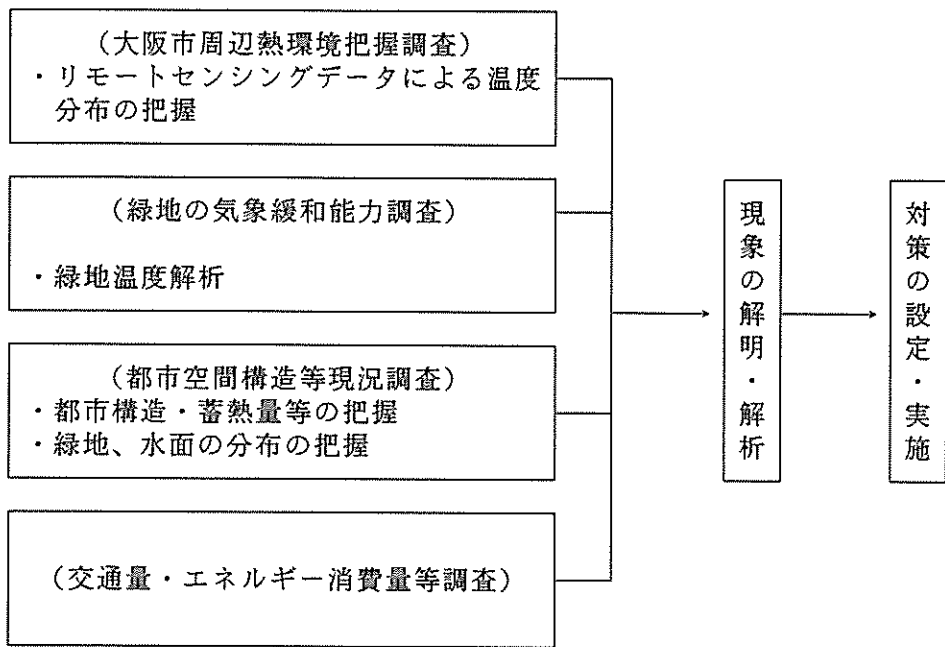 （大阪市周辺熱環境把握調査）
・リモートセンシングデータによる温度
分布の把握
（緑地の気象緩和能力調査）
・緑地温度解析
（都市空間構造等現況調査）
・都市構造・蓄熱量等の把握
・緑地、水面の分布の把握
（交通量・エネルギー消費量等調査）
現象の解明・解析
対策の設定・実施